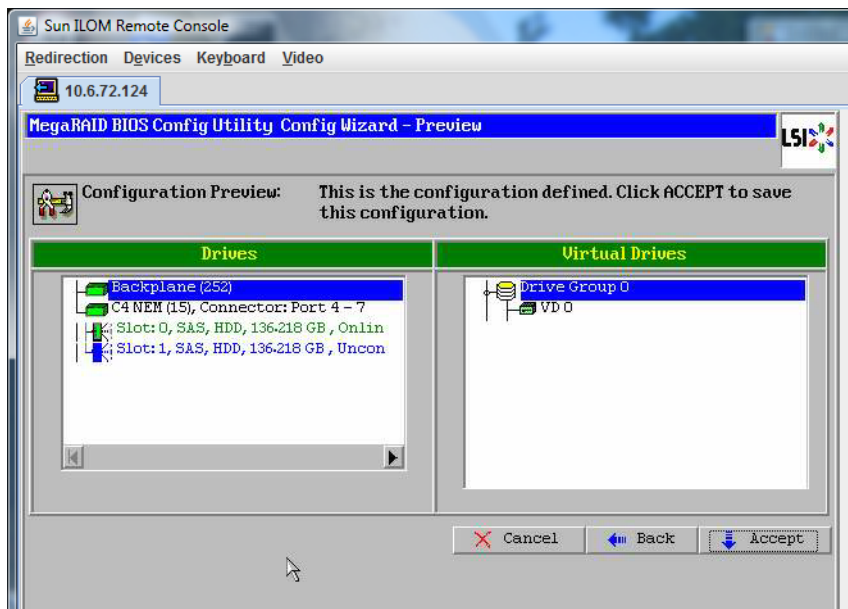 Sun ILOM Remote Console
Redirection Devices Keyboard Video
10.6.72.124
MegaRAID BIOS Config Utility Config Wizard - Preview
LSI
Configuration Preview: This is the configuration defined. Click ACCEPT to save
this configuration.
Drives
Backplane (252)
C4 NEM (15), Connector: Port 4 - 7
Slot: 0, SAS, HDD, 136.218 GB , Onlin
Slot: 1, SAS, HDD, 136.218 GB , Uncon
Virtual Drives
Drive Group 0
VD 0
Cancel Back Accept